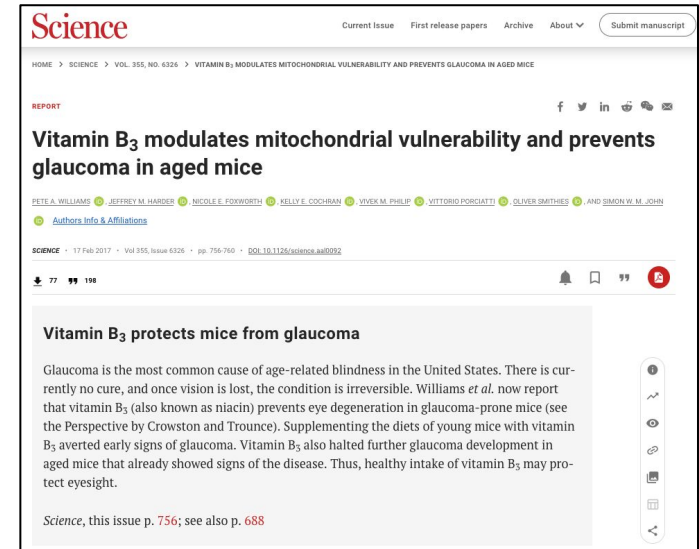 Science
Current Issue First release papers Archive About Submit manuscript
HOME > SCIENCE > VOL. 355, NO. 6326 > VITAMIN B3 MODULATES MITOCHONDRIAL VULNERABILITY AND PREVENTS GLAUCOMA IN AGED MICE
REPORT
Vitamin B3 modulates mitochondrial vulnerability and prevents
glaucoma in aged mice
PETE A. WILLIAMS iD, JEFFREY M. HARDER iD, NICOLE E. FOXWORTH iD, KELLY E. COCHRAN iD, VIVEK M. PHILIP iD, VITTORIO PORCIATTI iD, OLIVER SMITHIES iD, AND SIMON W. M. JOHN
iD Authors Info & Affiliations
SCIENCE • 17 Feb 2017 • Vol 355, Issue 6326 • pp. 756-760 • DOI: 10.1126/science.aal0092
77 198
Vitamin B3 protects mice from glaucoma
Glaucoma is the most common cause of age-related blindness in the United States. There is cur-
rently no cure, and once vision is lost, the condition is irreversible. Williams et al. now report
that vitamin B3 (also known as niacin) prevents eye degeneration in glaucoma-prone mice (see
the Perspective by Crowston and Trounce). Supplementing the diets of young mice with vitamin
B3 averted early signs of glaucoma. Vitamin B3 also halted further glaucoma development in
aged mice that already showed signs of the disease. Thus, healthy intake of vitamin B3 may pro-
tect eyesight.
Science, this issue p. 756; see also p. 688